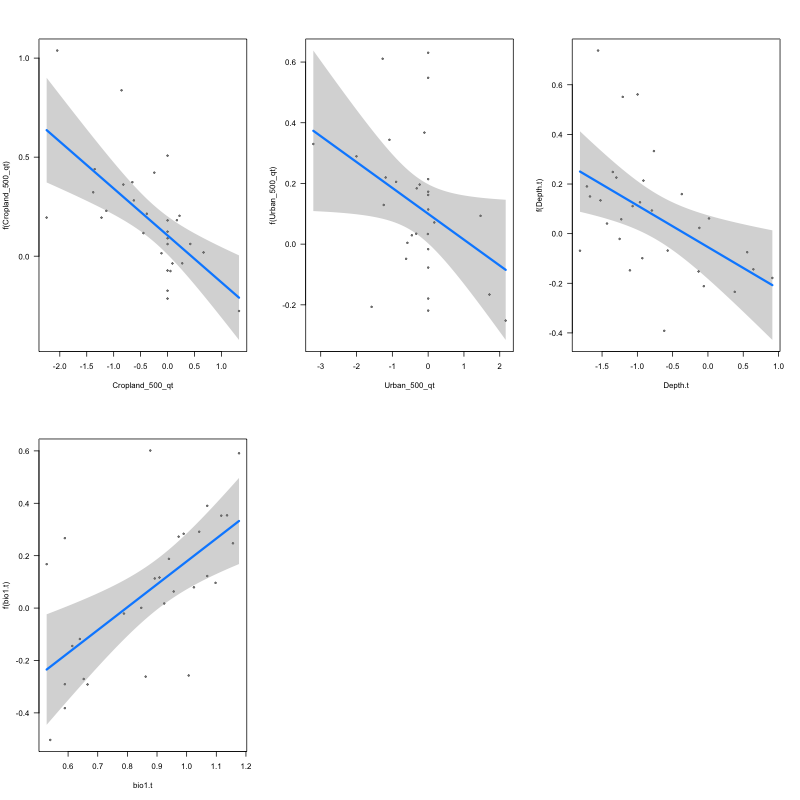 f(Cropland_500_qt)
1.0
0.5
0.0
-2.0 -1.5 -1.0 -0.5 0.0 0.5 1.0
Cropland_500_qt
f(Urban_500_qt)
0.6
0.4
0.2
0.0
-0.2
-3 -2 -1 0 1 2
Urban_500_qt
f(Depth.t)
0.6
0.4
0.2
0.0
-0.2
-0.4
-1.5 -1.0 -0.5 0.0 0.5 1.0
Depth.t
f(bio1.t)
0.6
0.4
0.2
0.0
-0.2
-0.4
0.6 0.7 0.8 0.9 1.0 1.1 1.2
bio1.t